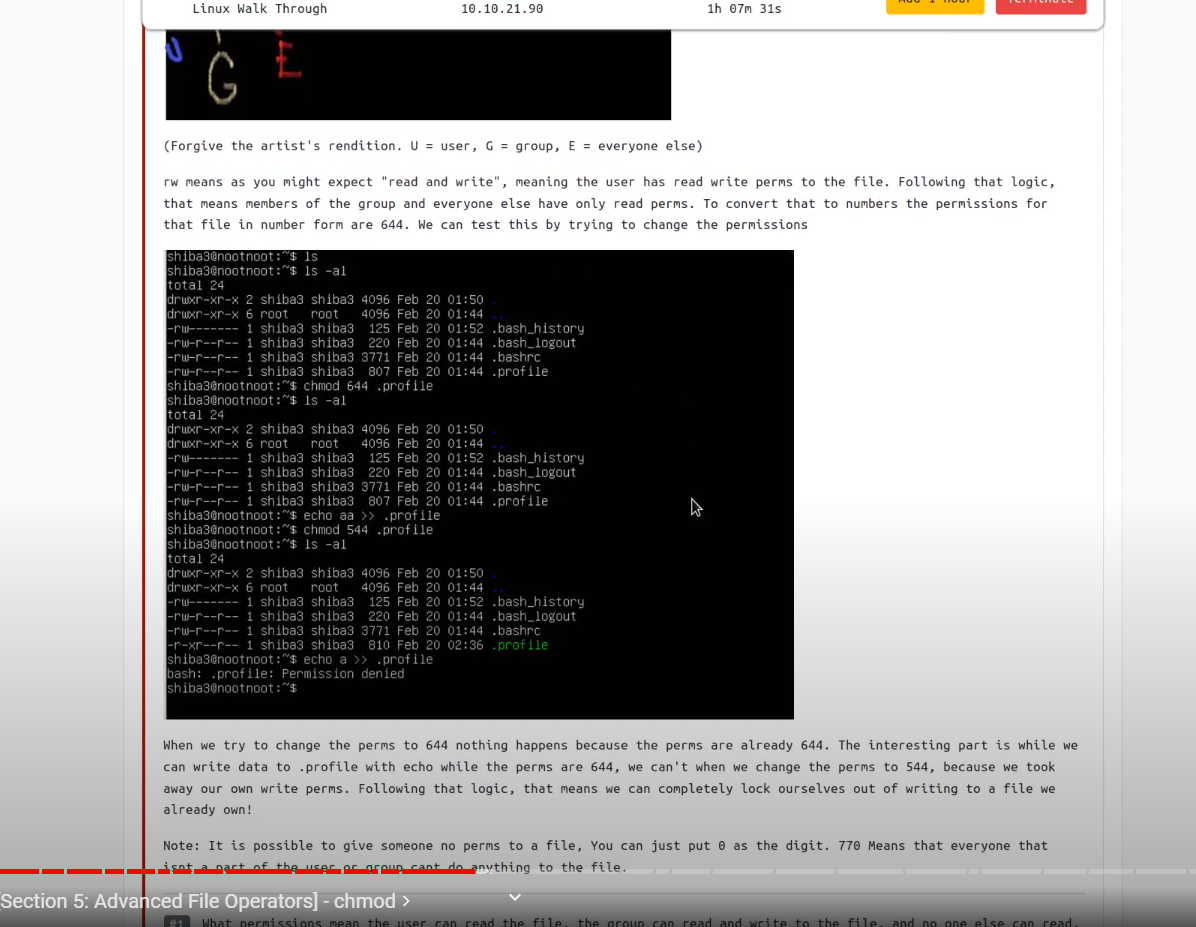 Linux Walk Through 10.10.21.90 1h 07m 31s Add 1 hour Terminate
U G E
(Forgive the artist's rendition. U = user, G = group, E = everyone else)
rw means as you might expect "read and write", meaning the user has read write perms to the file. Following that logic,
that means members of the group and everyone else have only read perms. To convert that to numbers the permissions for
that file in number form are 644. We can test this by trying to change the permissions
shiba3@nootnoot:~$ ls
shiba3@nootnoot:~$ ls -al
total 24
drwxr-xr-x 2 shiba3 shiba3 4096 Feb 20 01:50 .
drwxr-xr-x 6 root   root   4096 Feb 20 01:44 ..
-rw------- 1 shiba3 shiba3  125 Feb 20 01:52 .bash_history
-rw-r--r-- 1 shiba3 shiba3  220 Feb 20 01:44 .bash_logout
-rw-r--r-- 1 shiba3 shiba3 3771 Feb 20 01:44 .bashrc
-rw-r--r-- 1 shiba3 shiba3  807 Feb 20 01:44 .profile
shiba3@nootnoot:~$ chmod 644 .profile
shiba3@nootnoot:~$ ls -al
total 24
drwxr-xr-x 2 shiba3 shiba3 4096 Feb 20 01:50 .
drwxr-xr-x 6 root   root   4096 Feb 20 01:44 ..
-rw------- 1 shiba3 shiba3  125 Feb 20 01:52 .bash_history
-rw-r--r-- 1 shiba3 shiba3  220 Feb 20 01:44 .bash_logout
-rw-r--r-- 1 shiba3 shiba3 3771 Feb 20 01:44 .bashrc
-rw-r--r-- 1 shiba3 shiba3  807 Feb 20 01:44 .profile
shiba3@nootnoot:~$ echo aa >> .profile
shiba3@nootnoot:~$ chmod 544 .profile
shiba3@nootnoot:~$ ls -al
total 24
drwxr-xr-x 2 shiba3 shiba3 4096 Feb 20 01:50 .
drwxr-xr-x 6 root   root   4096 Feb 20 01:44 ..
-rw------- 1 shiba3 shiba3  125 Feb 20 01:52 .bash_history
-rw-r--r-- 1 shiba3 shiba3  220 Feb 20 01:44 .bash_logout
-rw-r--r-- 1 shiba3 shiba3 3771 Feb 20 01:44 .bashrc
-r-xr--r-- 1 shiba3 shiba3  810 Feb 20 02:36 .profile
shiba3@nootnoot:~$ echo a >> .profile
bash: .profile: Permission denied
shiba3@nootnoot:~$
When we try to change the perms to 644 nothing happens because the perms are already 644. The interesting part is while we
can write data to .profile with echo while the perms are 644, we can't when we change the perms to 544, because we took
away our own write perms. Following that logic, that means we can completely lock ourselves out of writing to a file we
already own!
Note: It is possible to give someone no perms to a file, You can just put 0 as the digit. 770 Means that everyone that
isnt a part of the user or group cant do anything to the file.
[Section 5: Advanced File Operators] - chmod >
#1 What permissions mean the user can read the file, the group can read and write to the file, and no one else can read,